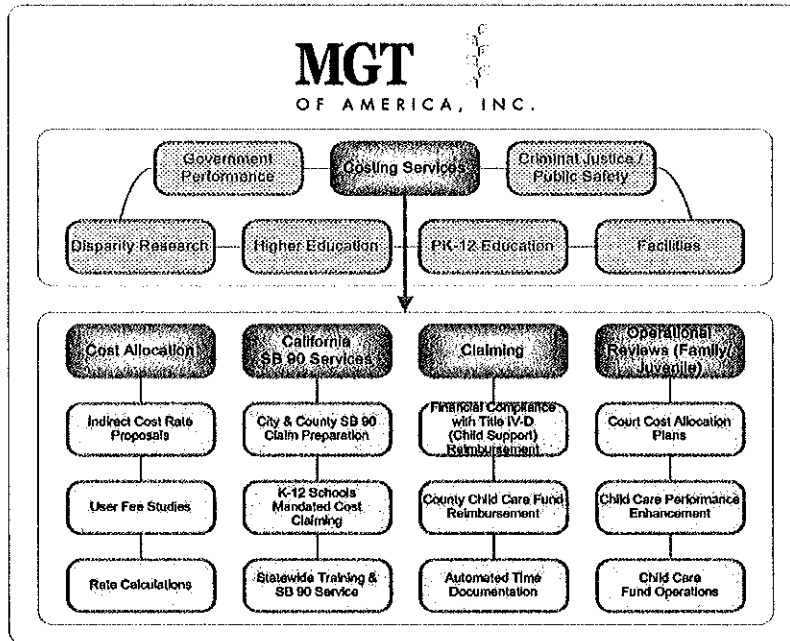 MGT
OF AMERICA, INC.
Government
Performance
Costing Services
Criminal Justice /
Public Safety
Disparity Research
Higher Education
PK-12 Education
Facilities
Cost Allocation
California
SB 90 Services
Claiming
Operational
Reviews (Family/
Juvenile)
Indirect Cost Rate
Proposals
City & County SB 90
Claim Preparation
Financial Compliance
with Title IV-D
(Child Support)
Reimbursement
Court Cost Allocation
Plans
User Fee Studies
K-12 Schools
Mandated Cost
Claiming
County Child Care Fund
Reimbursement
Child Care Performance
Enhancement
Rate Calculations
Statewide Training &
SB 90 Service
Automated Time
Documentation
Child Care
Fund Operations